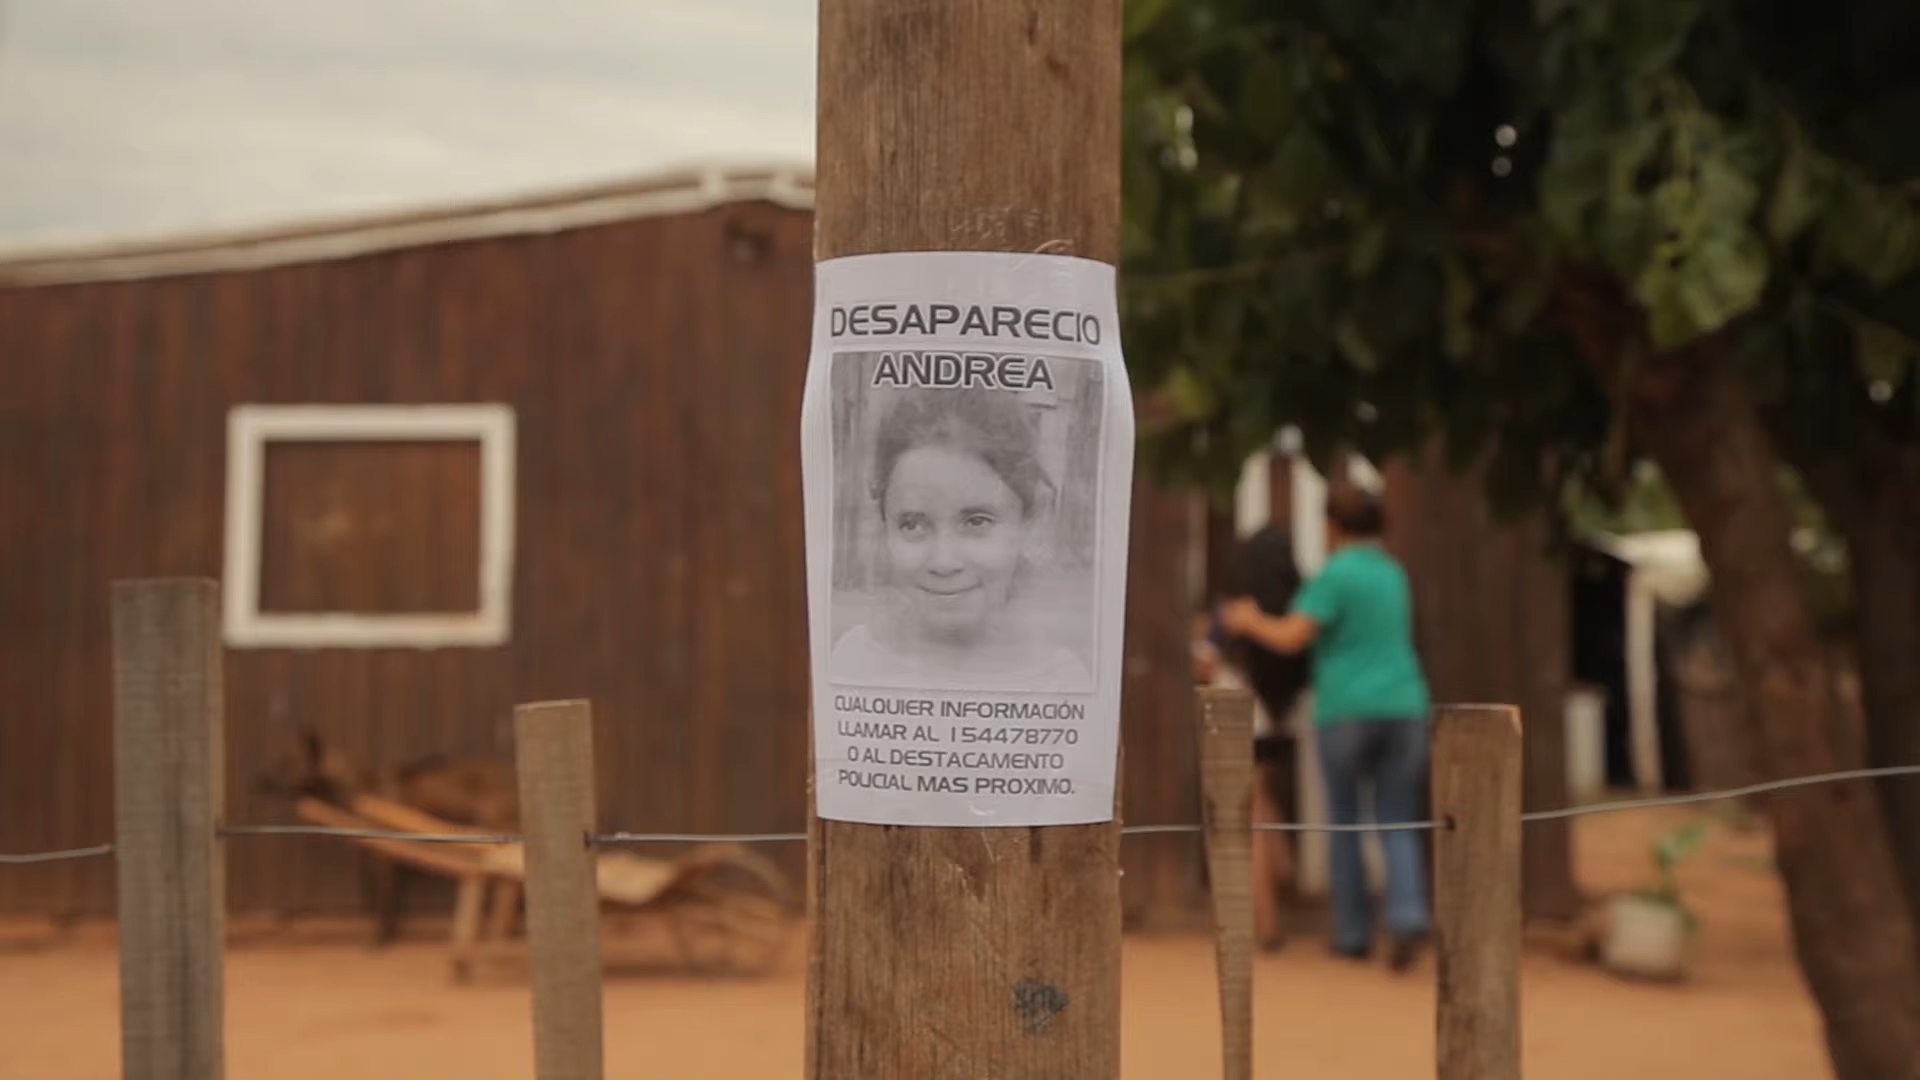 DESAPARECIO
ANDREA
CUALQUIER INFORMACIÓN
LLAMAR AL 154478770
O AL DESTACAMENTO
POLICIAL MAS PROXIMO.